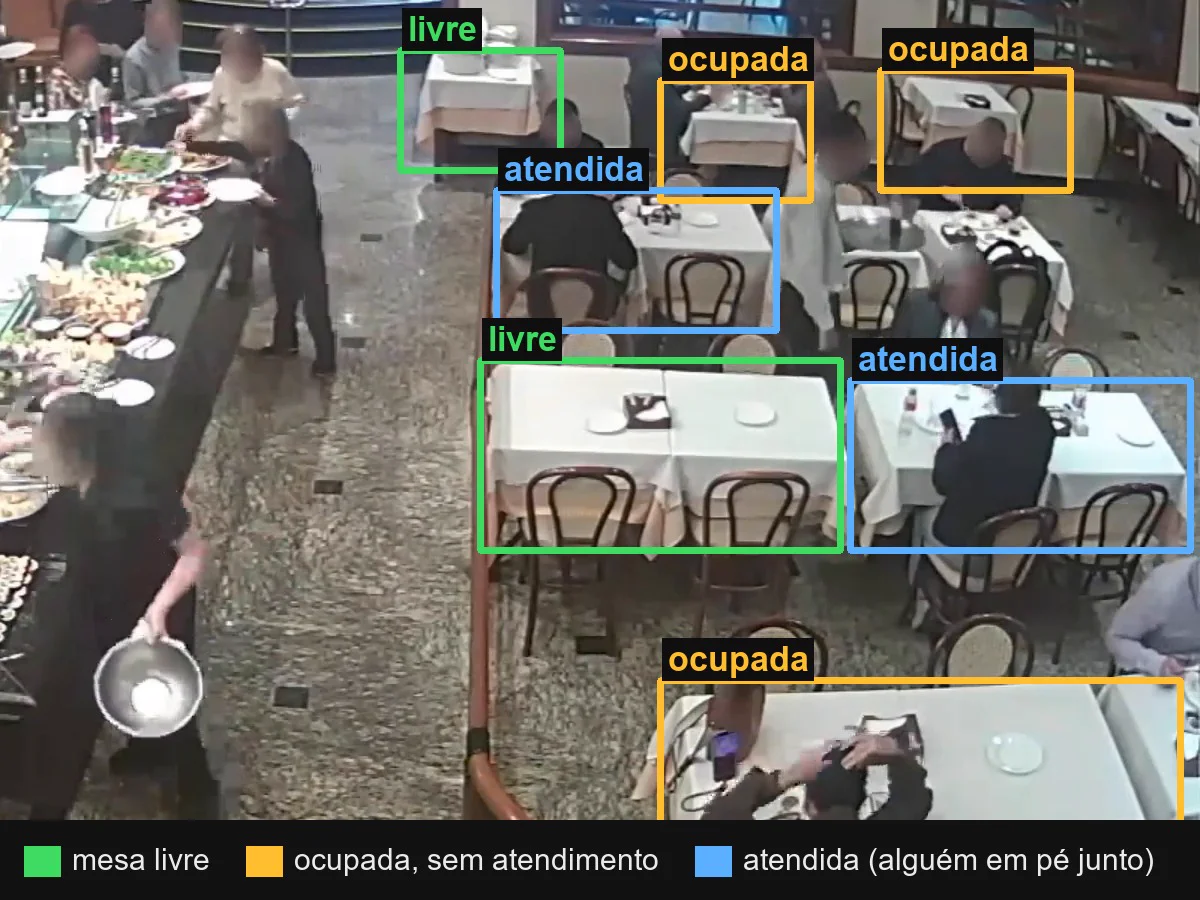 livre
ocupada
ocupada
atendida
livre
atendida
ocupada
mesa livre
ocupada, sem atendimento
atendida (alguém em pé junto)